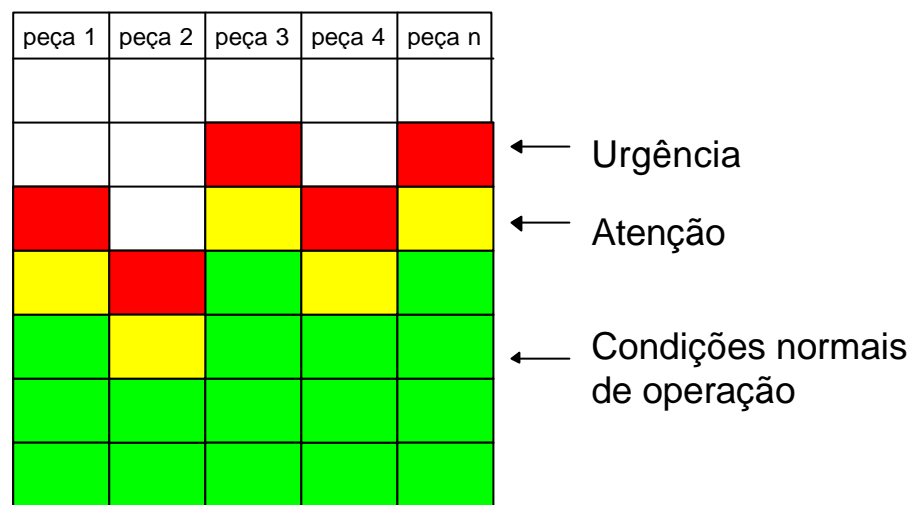 peça 1 peça 2 peça 3 peça 4 peça n
Urgência
Atenção
Condições normais
de operação